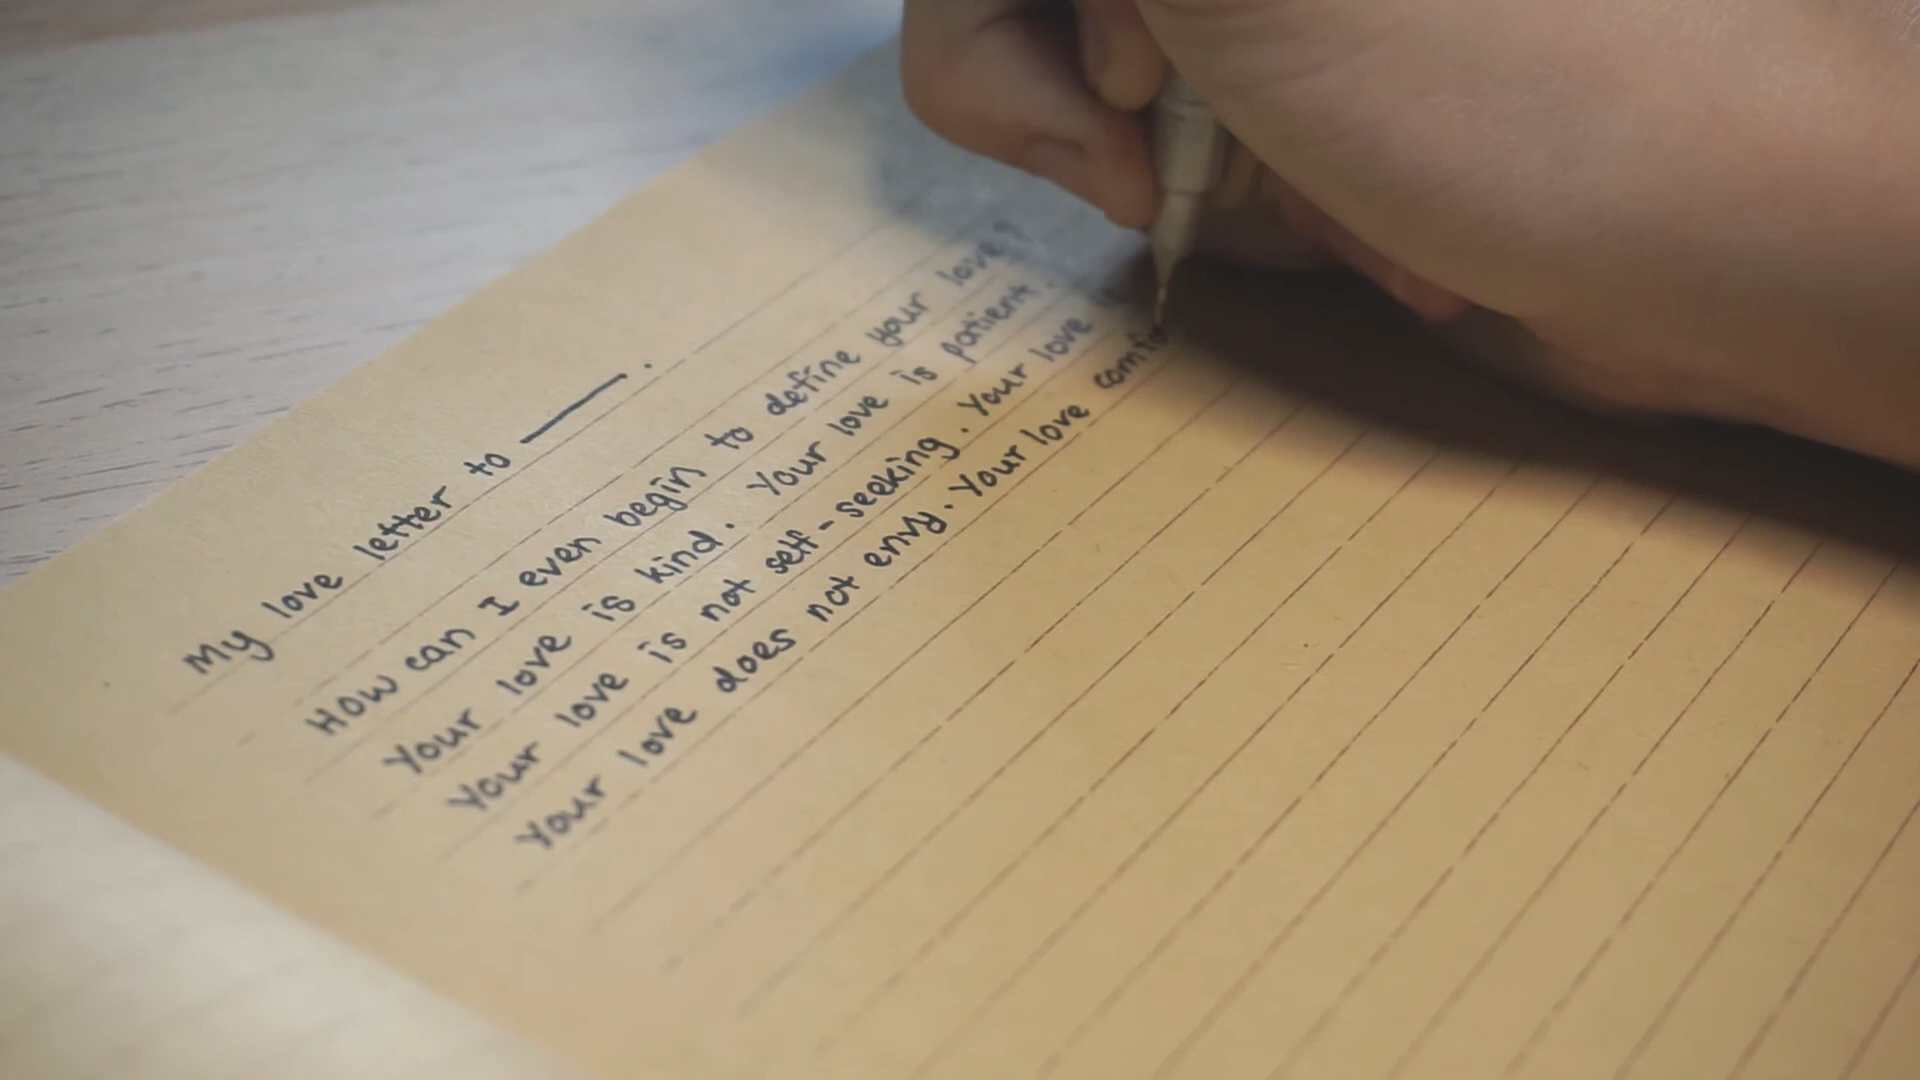 My love letter to ____.
How can I even begin to define your love?
Your love is kind. Your love is patient.
Your love is not self-seeking. Your love
Your love does not envy. Your love